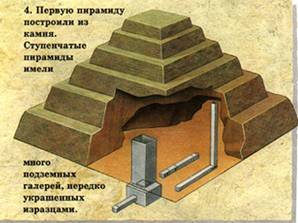 4. Первую пирамиду
построили из
камня.
Ступенчатые
пирамиды
имели
много
подземных
галерей, нередко
украшенных
изразцами.